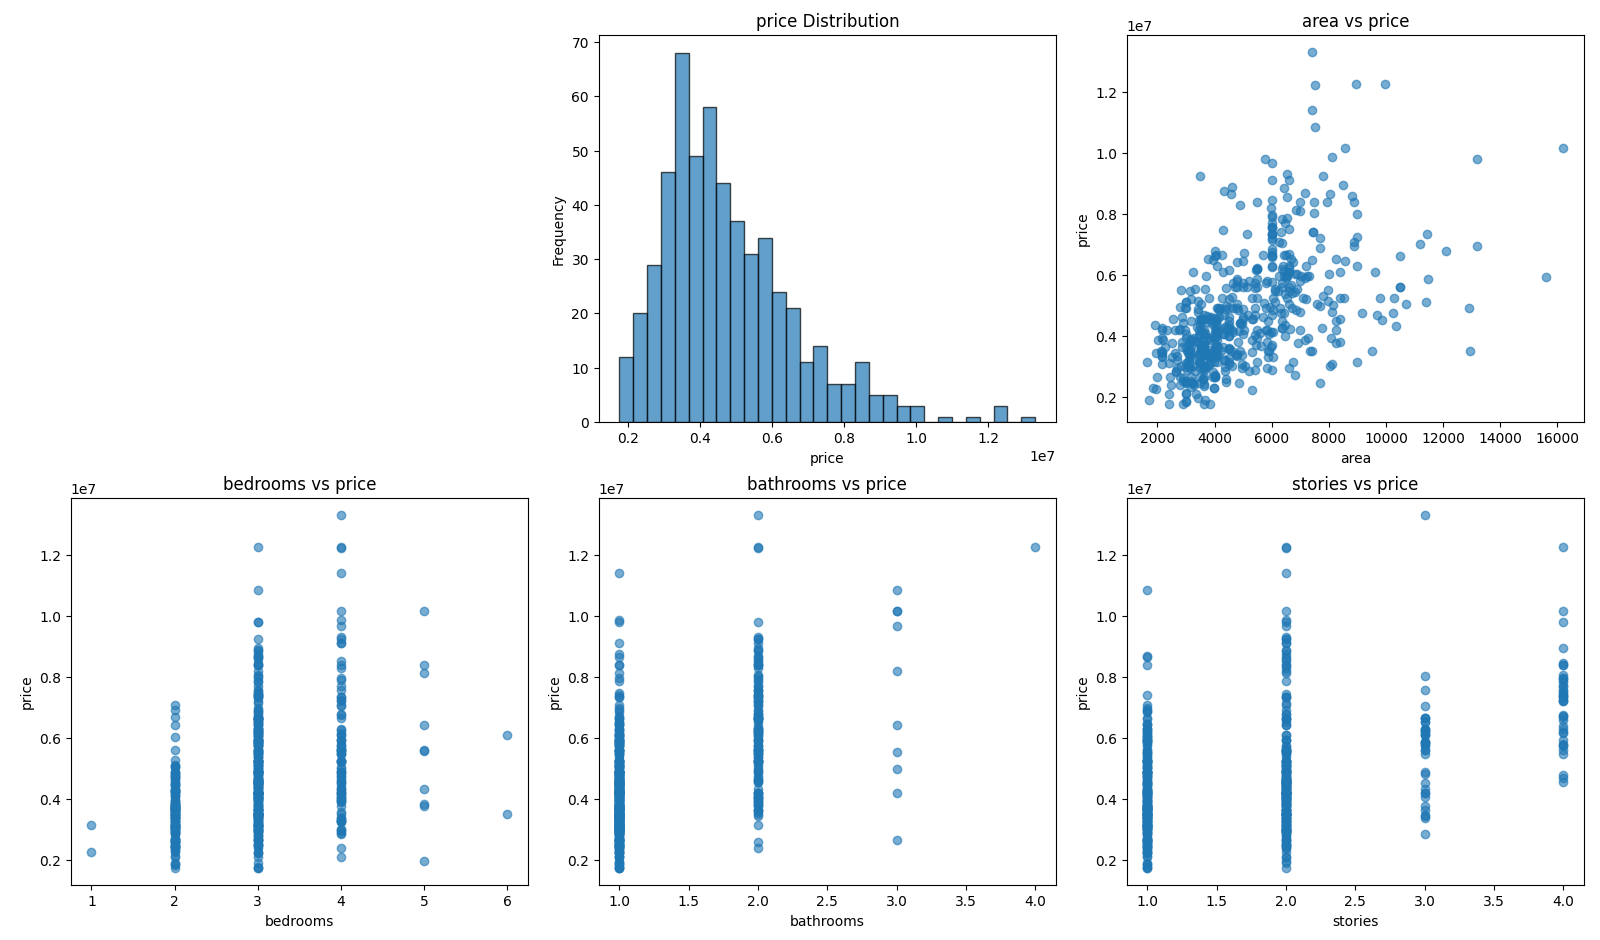 price Distribution
70
60
50
40
30
20
10
0
Frequency
0.2 0.4 0.6 0.8 1.0 1.2
1e7
price
area vs price
1e7
1.2
1.0
0.8
0.6
0.4
0.2
price
2000 4000 6000 8000 10000 12000 14000 16000
area
bedrooms vs price
1e7
1.2
1.0
0.8
0.6
0.4
0.2
price
1 2 3 4 5 6
bedrooms
bathrooms vs price
1e7
1.2
1.0
0.8
0.6
0.4
0.2
price
1.0 1.5 2.0 2.5 3.0 3.5 4.0
bathrooms
stories vs price
1e7
1.2
1.0
0.8
0.6
0.4
0.2
price
1.0 1.5 2.0 2.5 3.0 3.5 4.0
stories